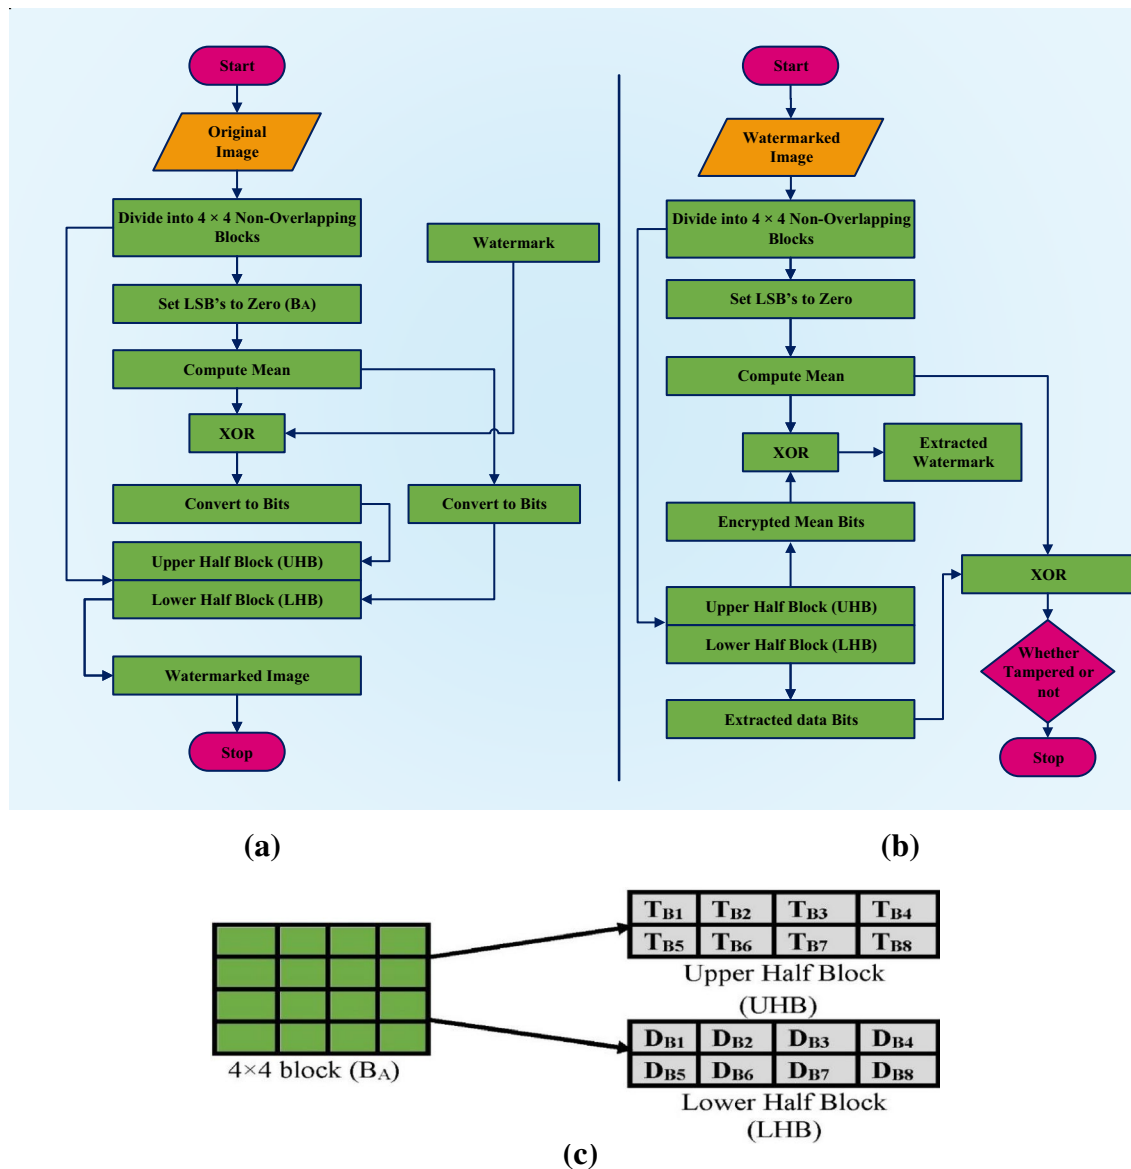 Start
Original
Image
Divide into 4 × 4 Non-Overlapping
Blocks
Watermark
Set LSB's to Zero (BA)
Compute Mean
XOR
Convert to Bits
Convert to Bits
Upper Half Block (UHB)
Lower Half Block (LHB)
Watermarked Image
Stop
(a)
Start
Watermarked
Image
Divide into 4 × 4 Non-Overlapping
Blocks
Set LSB's to Zero
Compute Mean
XOR
Extracted
Watermark
Encrypted Mean Bits
XOR
Upper Half Block (UHB)
Lower Half Block (LHB)
Whether
Tampered or
not
Extracted data Bits
Stop
(b)
4×4 block (BA)
TB1 TB2 TB3 TB4
TB5 TB6 TB7 TB8
Upper Half Block
(UHB)
DB1 DB2 DB3 DB4
DB5 DB6 DB7 DB8
Lower Half Block
(LHB)
(c)